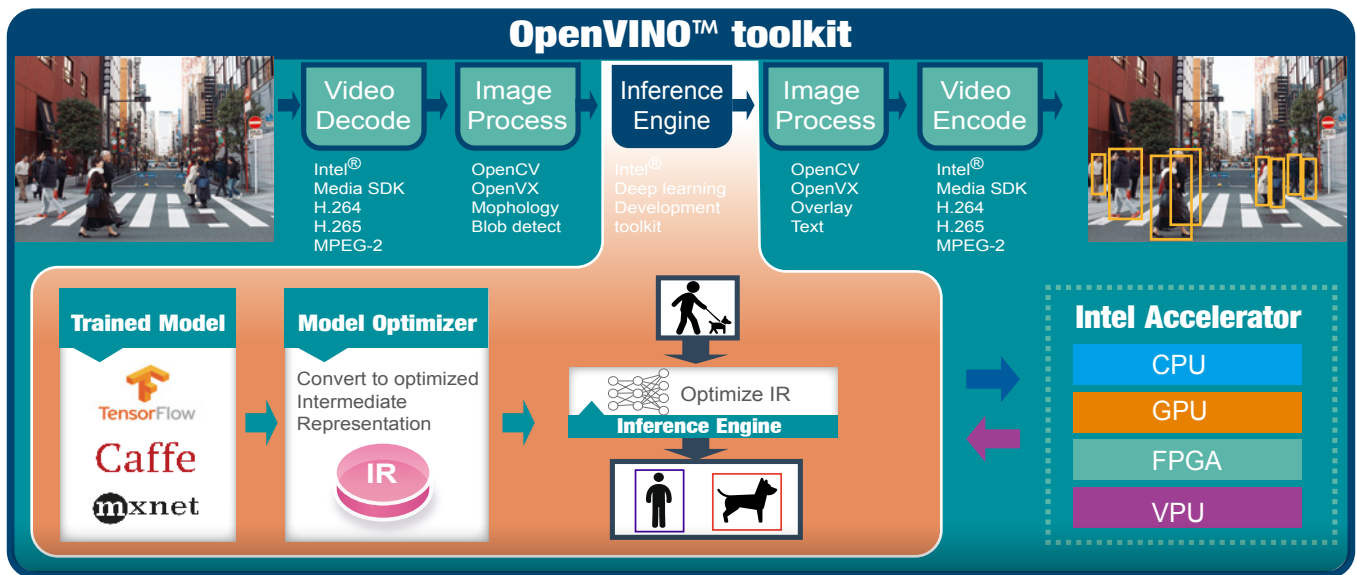 OpenVINO™ toolkit
Video
Decode
Intel®
Media SDK
H.264
H.265
MPEG-2
Image
Process
OpenCV
OpenVX
Mophology
Blob detect
Inference
Engine
Intel®
Deep learning
Development
toolkit
Image
Process
OpenCV
OpenVX
Overlay
Text
Video
Encode
Intel®
Media SDK
H.264
H.265
MPEG-2
Trained Model
TensorFlow
Caffe
mxnet
Model Optimizer
Convert to optimized
Intermediate
Representation
IR
Optimize IR
Inference Engine
Intel Accelerator
CPU
GPU
FPGA
VPU